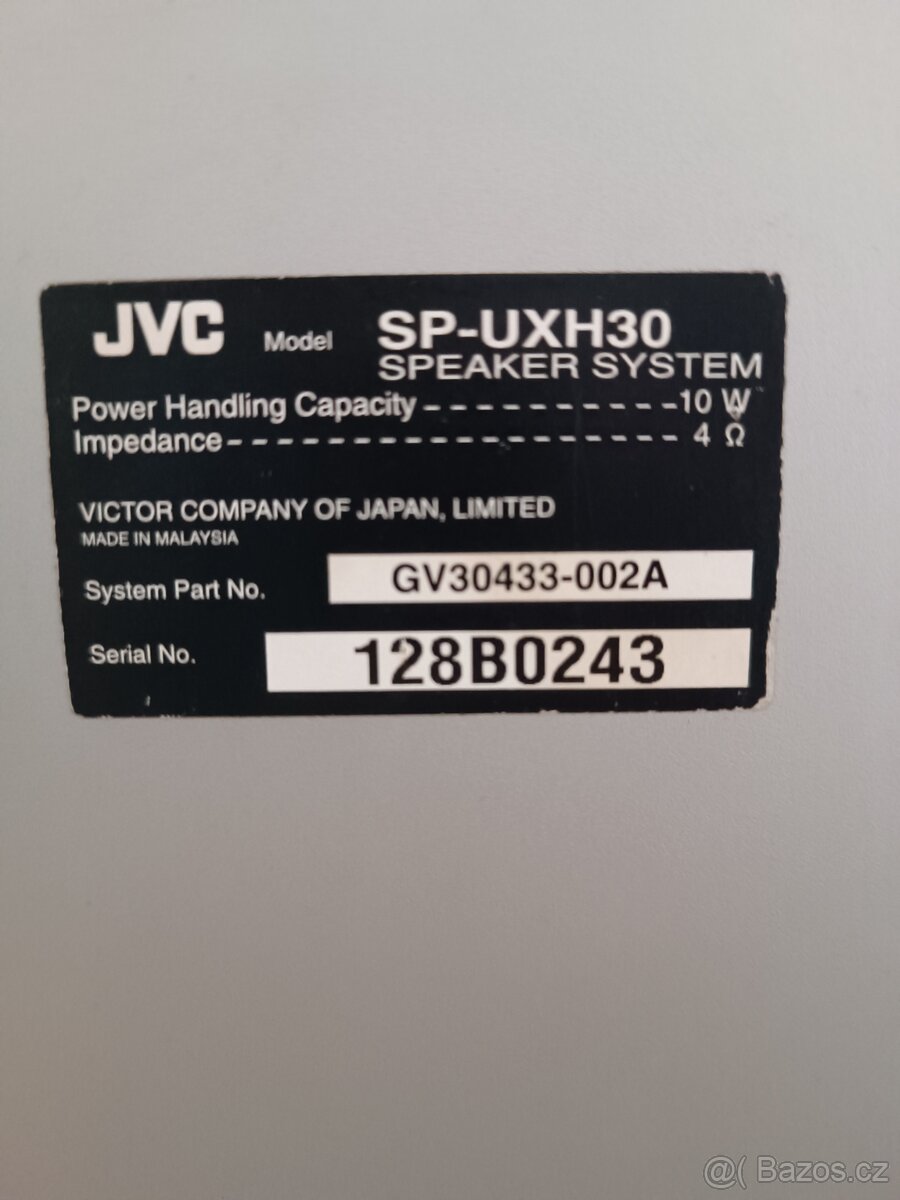 JVC Model SP-UXH30
SPEAKER SYSTEM
Power Handling Capacity - - - - - - - - - - -10 W
Impedance - - - - - - - - - - - - - - - - - - - 4 Ω
VICTOR COMPANY OF JAPAN, LIMITED
MADE IN MALAYSIA
System Part No. GV30433-002A
Serial No. 128B0243
@( Bazos.cz